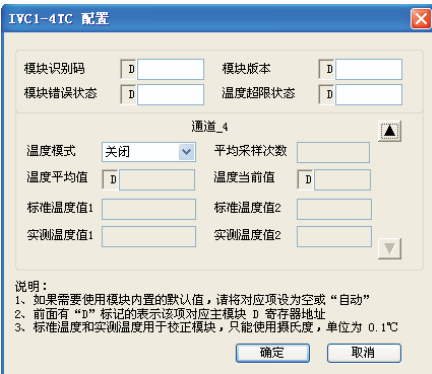 IVC1-4TC 配置
模块识别码 D 模块版本 D
模块错误状态 D 温度超限状态 D
通道_4
温度模式 关闭 平均采样次数
温度平均值 D 温度当前值 D
标准温度值1 标准温度值2
实测温度值1 实测温度值2
说明：
1、如果需要使用模块内置的默认值，请将对应项设为空或“自动”
2、前面有“D”标记的表示该项对应主模块 D 寄存器地址
3、标准温度和实测温度用于校正模块，只能使用摄氏度，单位为 0.1℃
确定 取消